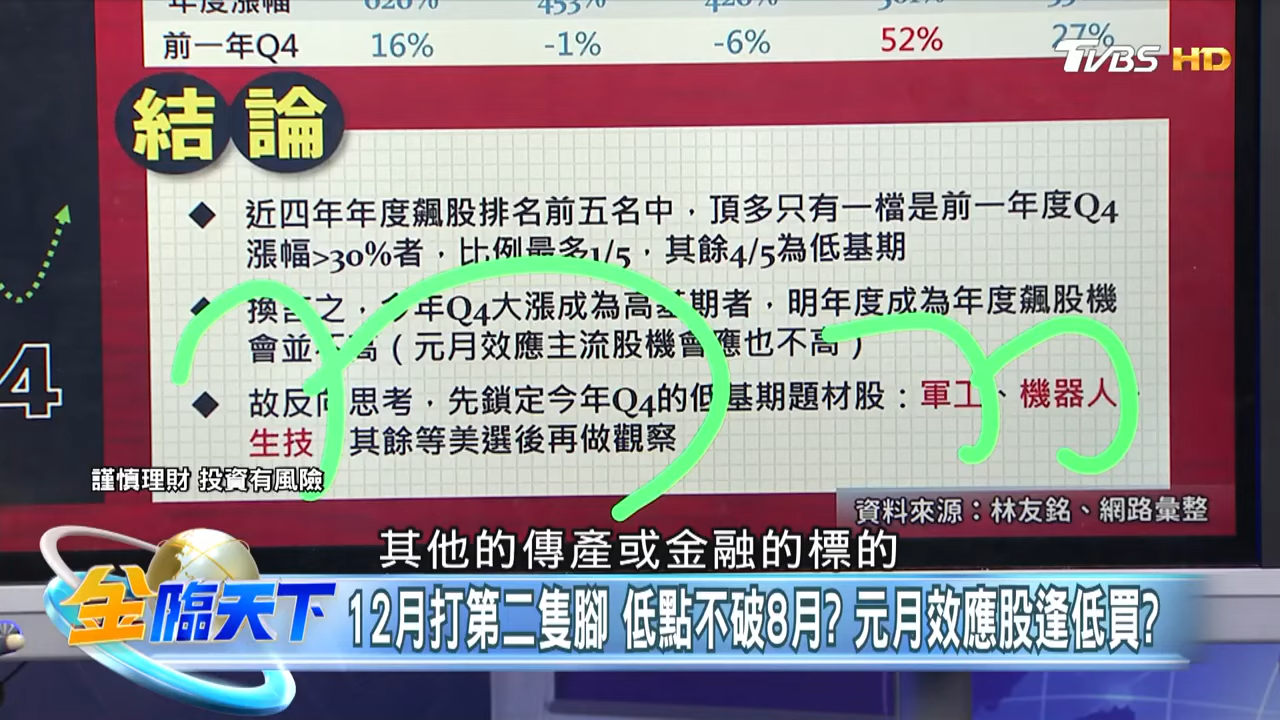 年度漲幅 626% 453% 426% 361%
前一年Q4 16% -1% -6% 52% 27%
TVBS HD
結論
◆ 近四年年度飆股排名前五名中，頂多只有一檔是前一年度Q4
漲幅>30%者，比例最多1/5，其餘4/5為低基期
◆ 換言之，今年Q4大漲成為高基期者，明年度成為年度飆股機
會並不高（元月效應主流股機會應也不高）
◆ 故反向思考，先鎖定今年Q4的低基期題材股：軍工、機器人、
生技，其餘等美選後再做觀察
4
謹慎理財 投資有風險
資料來源：林友銘、網路彙整
其他的傳產或金融的標的
金臨天下
12月打第二隻腳 低點不破8月? 元月效應股逢低買?